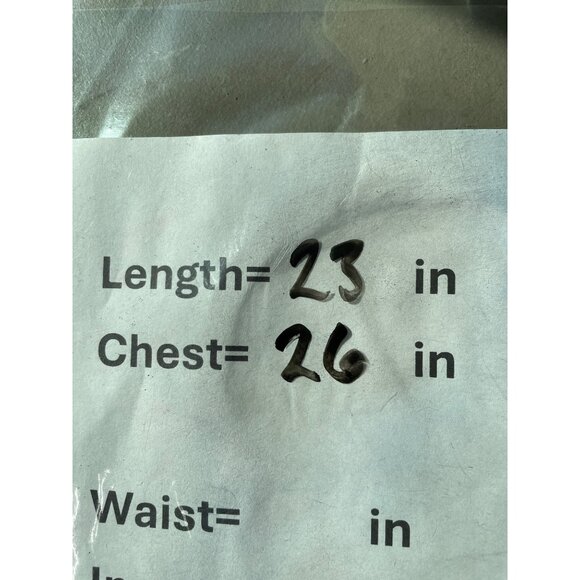 Length= 23 in
Chest= 26 in
Waist= in